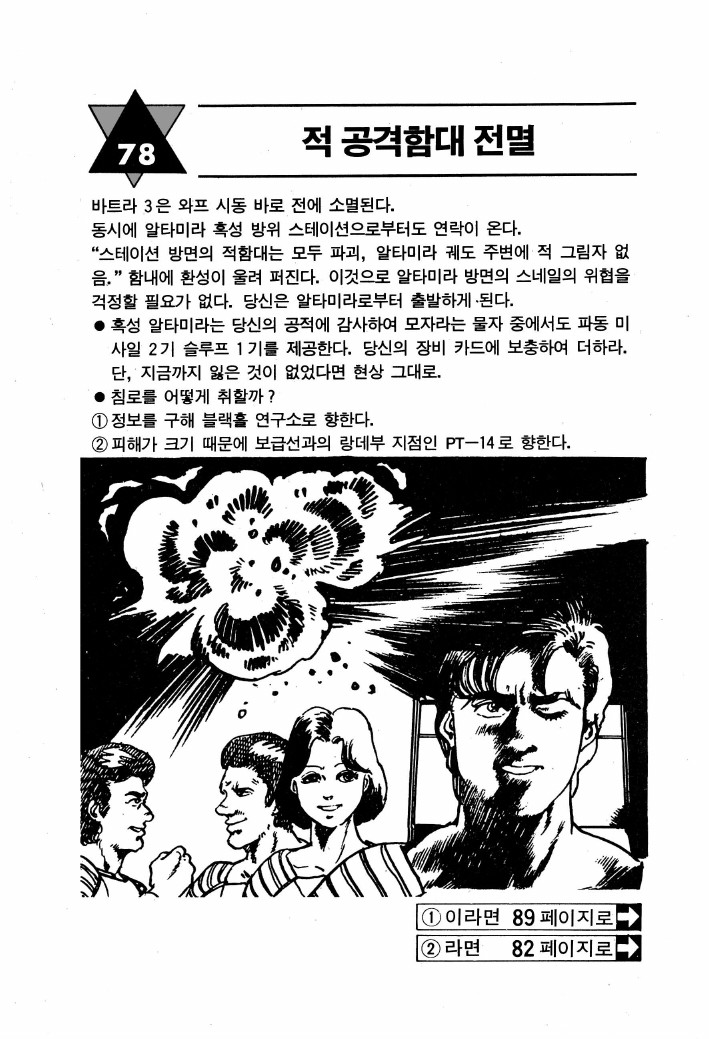 78
적 공격함대 전멸
바트라 3은 와프 시동 바로 전에 소멸된다.
동시에 알타미라 혹성 방위 스테이션으로부터도 연락이 온다.
“스테이션 방면의 적함대는 모두 파괴, 알타미라 궤도 주변에 적 그림자 없
음.” 함내에 환성이 울려 퍼진다. 이것으로 알타미라 방면의 스네일의 위협을
걱정할 필요가 없다. 당신은 알타미라로부터 출발하게 된다.
● 혹성 알타미라는 당신의 공적에 감사하여 모자라는 물자 중에서도 파동 미
사일 2기 슬루프 1기를 제공한다. 당신의 장비 카드에 보충하여 더하라.
단, 지금까지 잃은 것이 없었다면 현상 그대로.
● 침로를 어떻게 취할까?
① 정보를 구해 블랙홀 연구소로 향한다.
② 피해가 크기 때문에 보급선과의 랑데부 지점인 PT—14로 향한다.
① 이라면 89 페이지로
② 라면 82 페이지로